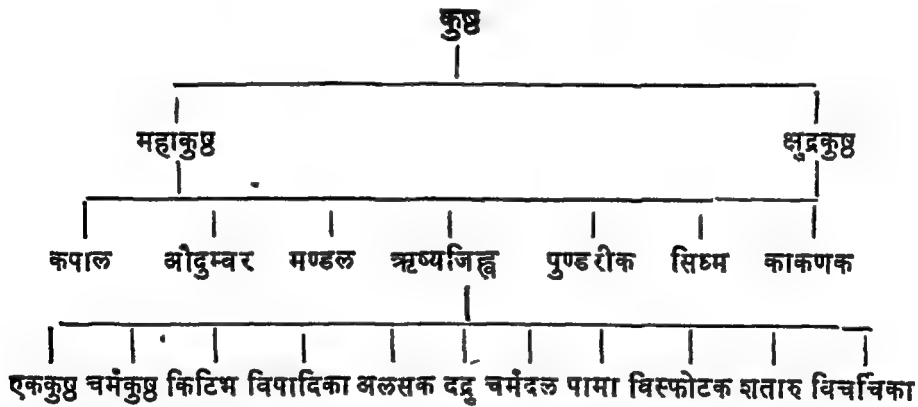 कुष्ठ
महाकुष्ठ क्षुद्रकुष्ठ
कपाल औदुम्वर मण्डल ऋष्यजिह्व पुण्डरीक सिध्म काकणक
एककुष्ठ चर्मकुष्ठ किटिभ विपादिका अलसक दद्रु चर्मदल पामा विस्फोटक शतारु विचर्चिका